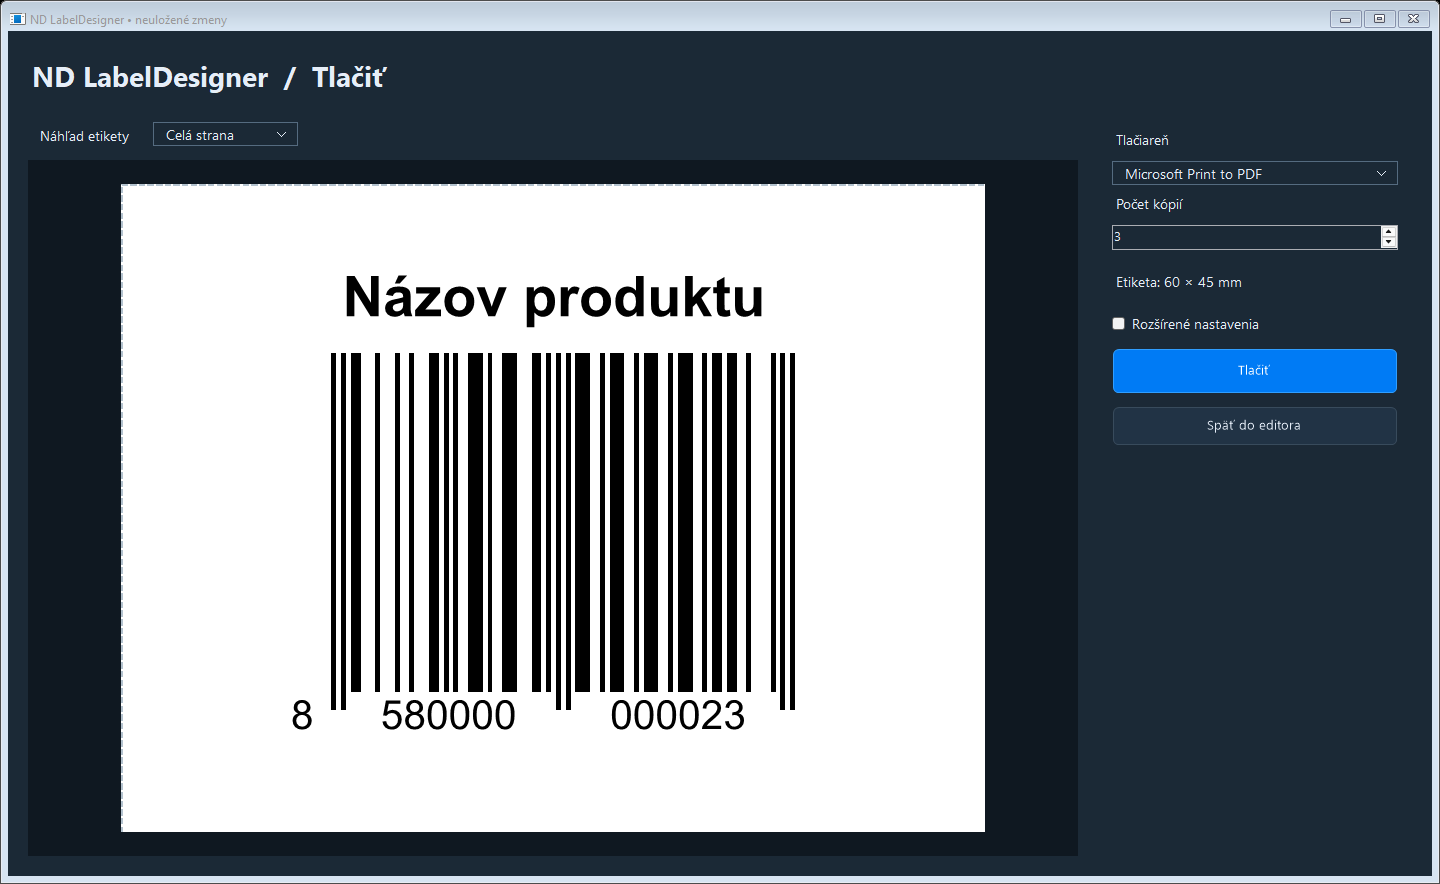 ND LabelDesigner • neuložené zmeny
ND LabelDesigner / Tlačiť
Náhľad etikety
Celá strana
Názov produktu
8 580000 000023
Tlačiareň
Microsoft Print to PDF
Počet kópií
3
Etiketa: 60 × 45 mm
Rozšírené nastavenia
Tlačiť
Späť do editora